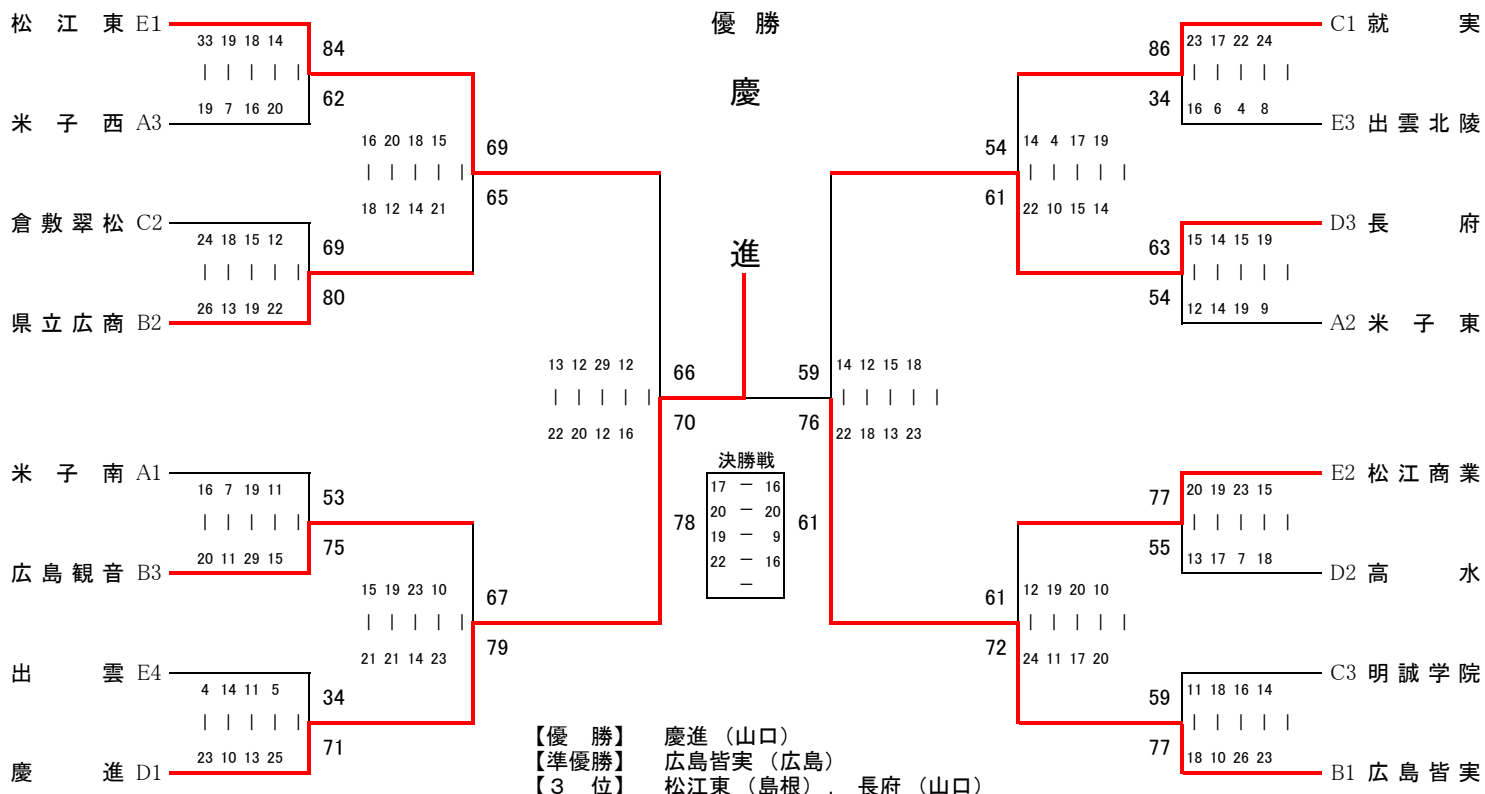 優勝
慶
進
松江東 E1
33 19 18 14
84
19 7 16 20
62
米子西 A3
16 20 18 15
69
18 12 14 21
65
倉敷翠松 C2
24 18 15 12
69
26 13 19 22
80
県立広商 B2
13 12 29 12
66
22 20 12 16
70
米子南 A1
16 7 19 11
53
20 11 29 15
75
広島観音 B3
15 19 23 10
67
21 21 14 23
79
出雲 E4
4 14 11 5
34
23 10 13 25
71
慶進 D1
C1 就実
86
23 17 22 24
34
16 6 4 8
E3 出雲北陵
54
14 4 17 19
61
22 10 15 14
D3 長府
63
15 14 15 19
54
12 14 19 9
A2 米子東
59
14 12 15 18
76
22 18 13 23
E2 松江商業
77
20 19 23 15
55
13 17 7 18
D2 高水
61
12 19 20 10
72
24 11 17 20
C3 明誠学院
59
11 18 16 14
77
18 10 26 23
B1 広島皆実
決勝戦
17 － 16
20 － 20
78 19 － 9 61
22 － 16
－
【優 勝】 慶進 （山口）
【準優勝】 広島皆実 （広島）
【３ 位】 松江東 （島根） ， 長府 （山口）